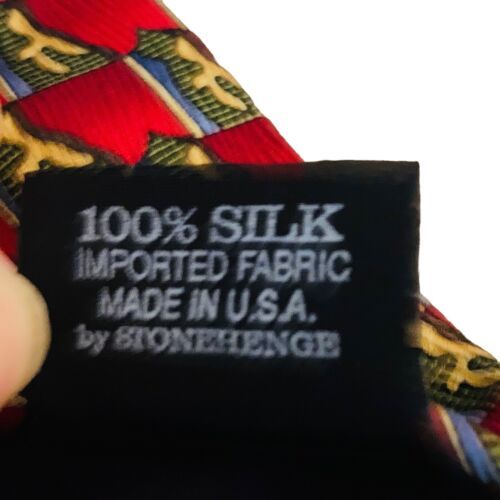 100% SILK
IMPORTED FABRIC
MADE IN U.S.A.
by STONEHENGE